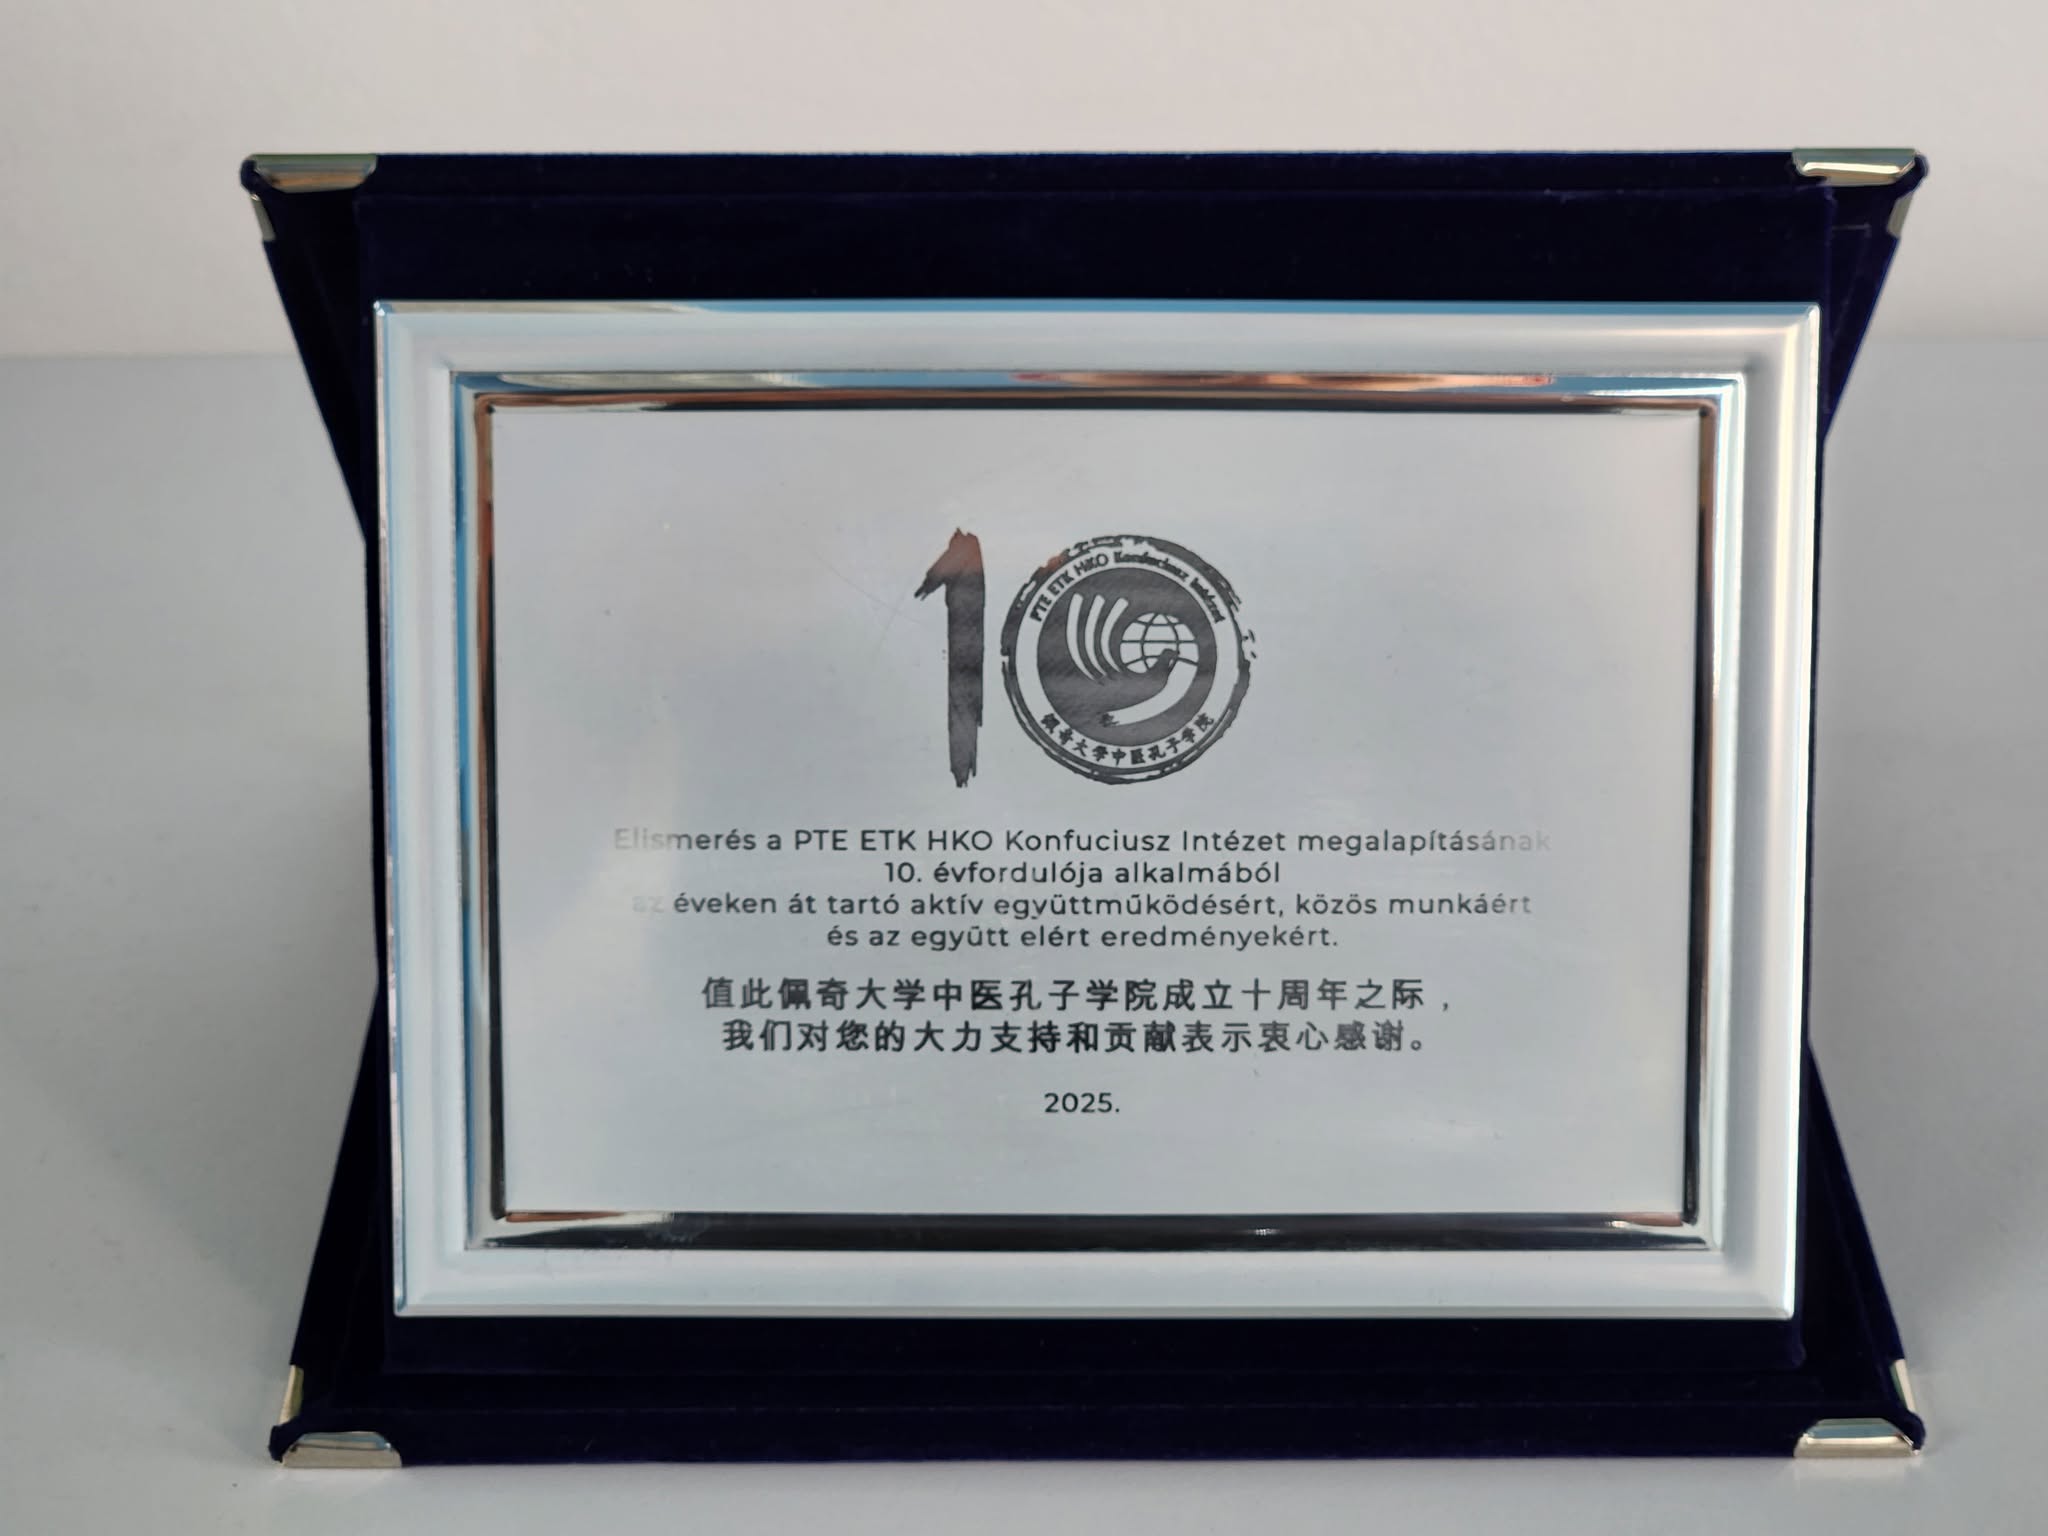 10
PTE ETK HKO Konfuciusz Intézet
佩奇大学中医孔子学院
Elismerés a PTE ETK HKO Konfuciusz Intézet megalapításának
10. évfordulója alkalmából
az éveken át tartó aktív együttműködésért, közös munkáért
és az együtt elért eredményekért.
值此佩奇大学中医孔子学院成立十周年之际，
我们对您的大力支持和贡献表示衷心感谢。
2025.